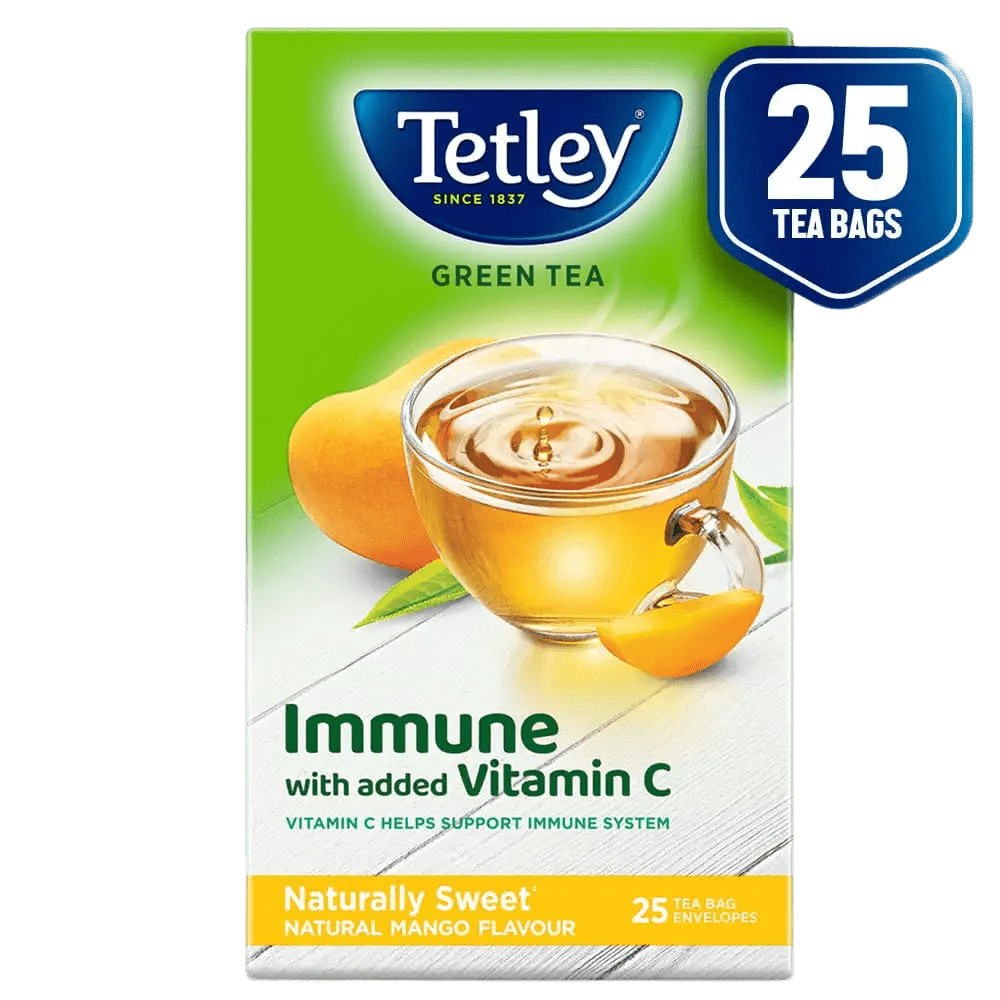 Tetley®
SINCE 1837
GREEN TEA
25
TEA BAGS
Immune
with added Vitamin C
VITAMIN C HELPS SUPPORT IMMUNE SYSTEM
Naturally Sweet°
NATURAL MANGO FLAVOUR
25 TEA BAG
ENVELOPES